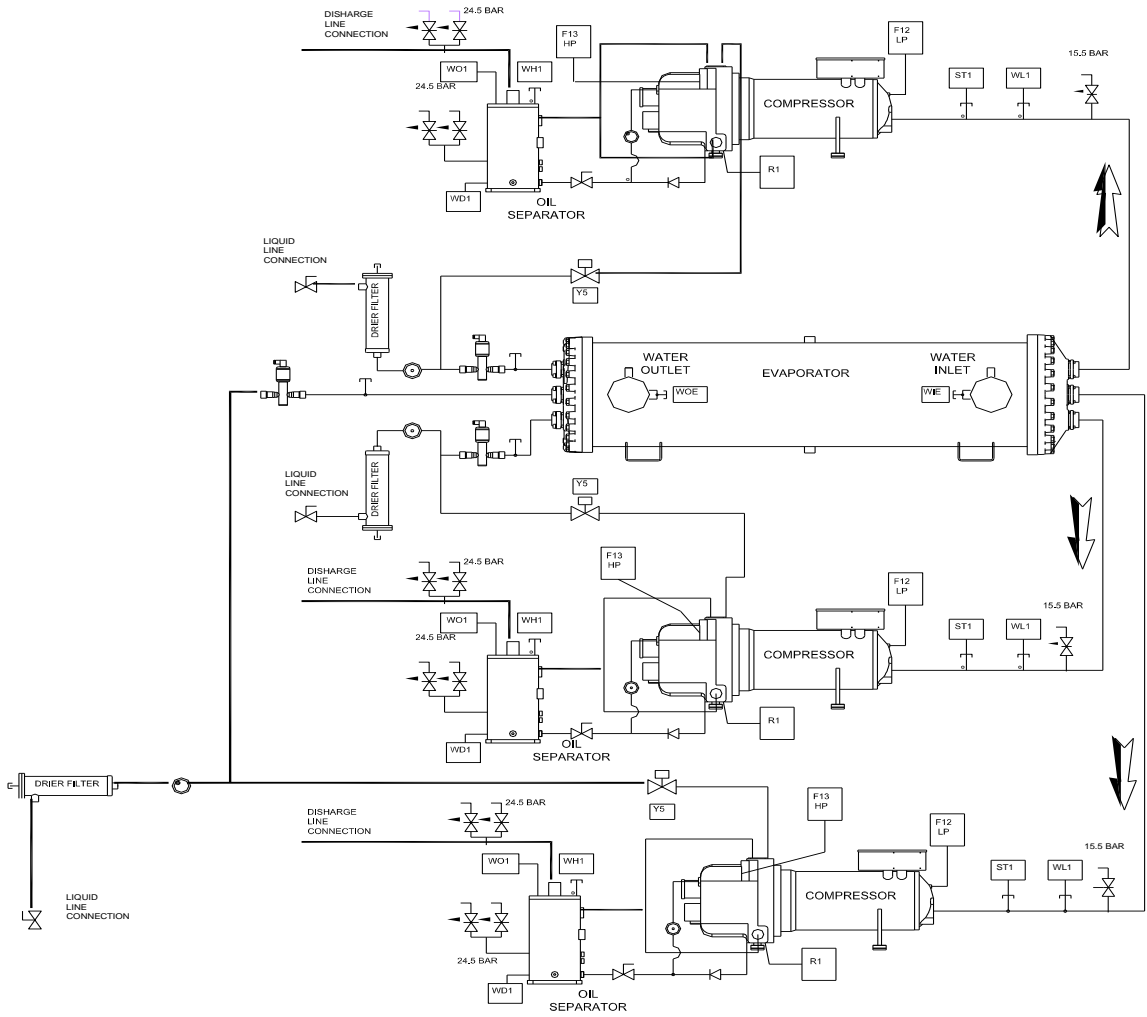 DISHARGE
LINE
CONNECTION
24.5 BAR
F13
HP
F12
LP
15.5 BAR
WO1
WH1
24.5 BAR
COMPRESSOR
ST1
WL1
R1
WD1
OIL
SEPARATOR
LIQUID
LINE
CONNECTION
DRIER FILTER
Y5
WATER
OUTLET
EVAPORATOR
WATER
INLET
WOE
WIE
LIQUID
LINE
CONNECTION
DRIER FILTER
Y5
DISHARGE
LINE
CONNECTION
24.5 BAR
F13
HP
F12
LP
15.5 BAR
WO1
WH1
24.5 BAR
COMPRESSOR
ST1
WL1
R1
WD1
OIL
SEPARATOR
DRIER FILTER
Y5
DISHARGE
LINE
CONNECTION
24.5 BAR
F13
HP
F12
LP
15.5 BAR
WO1
WH1
COMPRESSOR
ST1
WL1
LIQUID
LINE
CONNECTION
24.5 BAR
R1
WD1
OIL
SEPARATOR